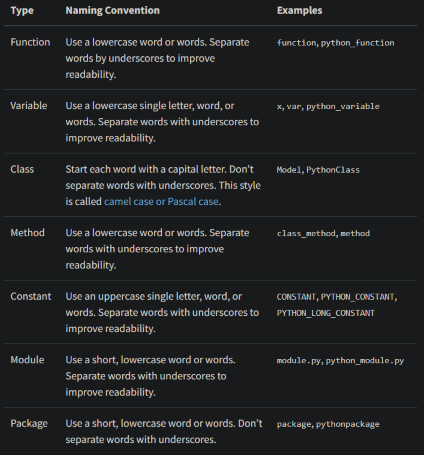 Type Naming Convention Examples
Function Use a lowercase word or words. Separate function, python_function
words by underscores to improve
readability.
Variable Use a lowercase single letter, word, or x, var, python_variable
words. Separate words with underscores to
improve readability.
Class Start each word with a capital letter. Don't Model, PythonClass
separate words with underscores. This style
is called camel case or Pascal case.
Method Use a lowercase word or words. Separate class_method, method
words with underscores to improve
readability.
Constant Use an uppercase single letter, word, or CONSTANT, PYTHON_CONSTANT,
words. Separate words with underscores to PYTHON_LONG_CONSTANT
improve readability.
Module Use a short, lowercase word or words. module.py, python_module.py
Separate words with underscores to
improve readability.
Package Use a short, lowercase word or words. Don't package, pythonpackage
separate words with underscores.